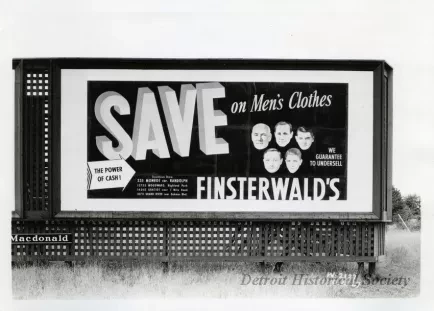 SAVE
on Men's Clothes
WE
GUARANTEE
TO UNDERSELL
THE POWER
OF CASH!
FINSTERWALD'S
Macdonald
Detroit Historical Society